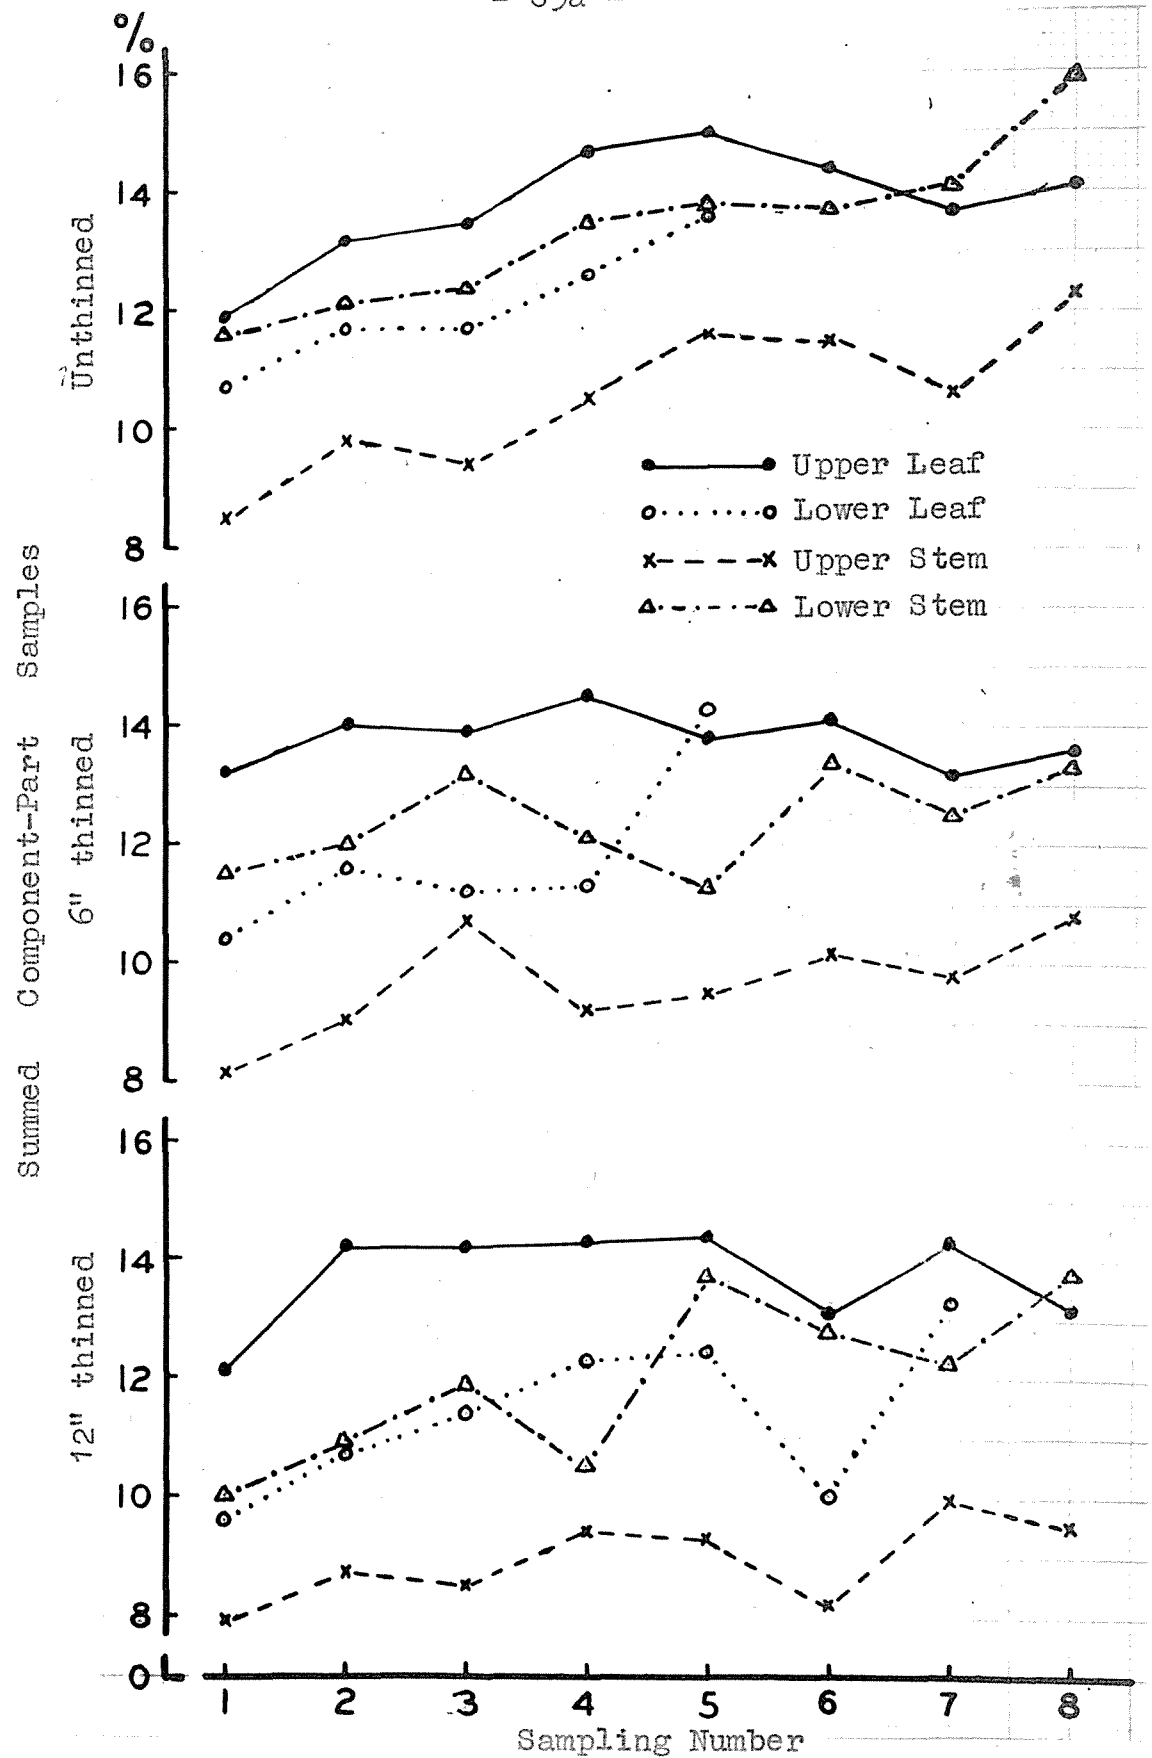 %
16
14
12
10
8
Unthinned
Upper Leaf
Lower Leaf
Upper Stem
Lower Stem
16
14
12
10
8
6" thinned
Summed Component-Part Samples
16
14
12
10
8
0
12" thinned
1 2 3 4 5 6 7 8
Sampling Number